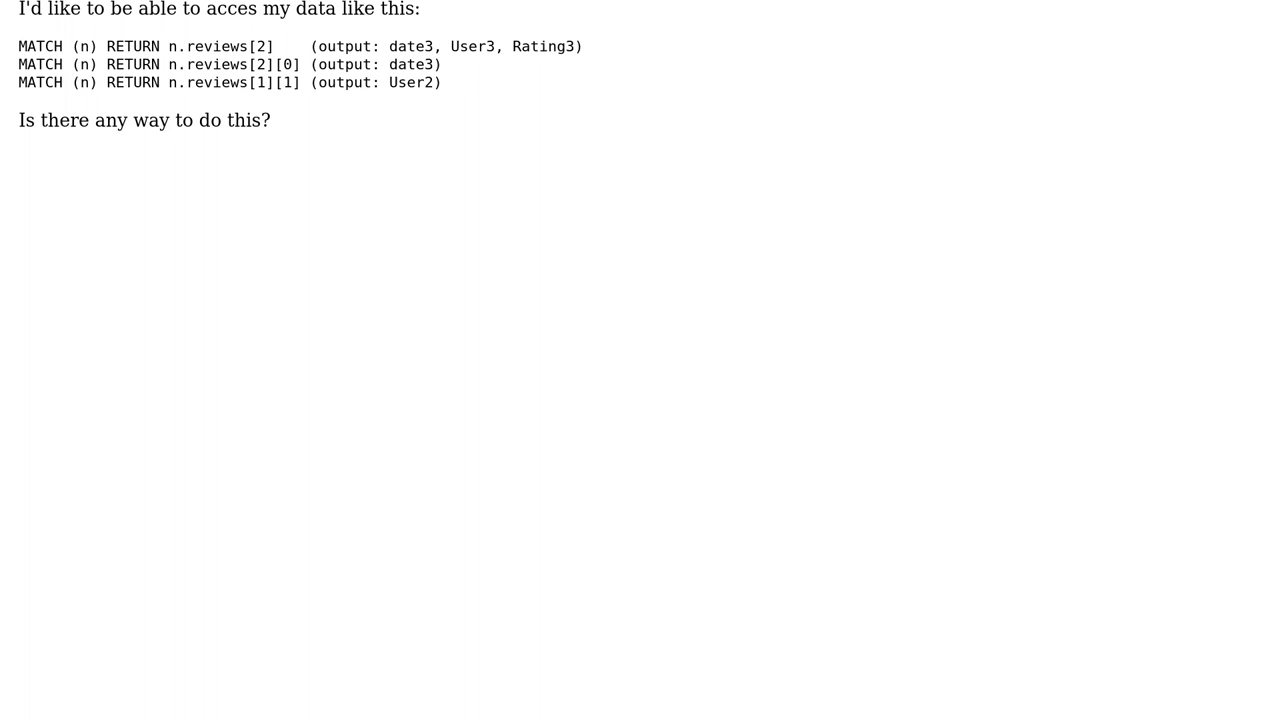 I'd like to be able to acces my data like this:
MATCH (n) RETURN n.reviews[2]    (output: date3, User3, Rating3)
MATCH (n) RETURN n.reviews[2][0] (output: date3)
MATCH (n) RETURN n.reviews[1][1] (output: User2)
Is there any way to do this?